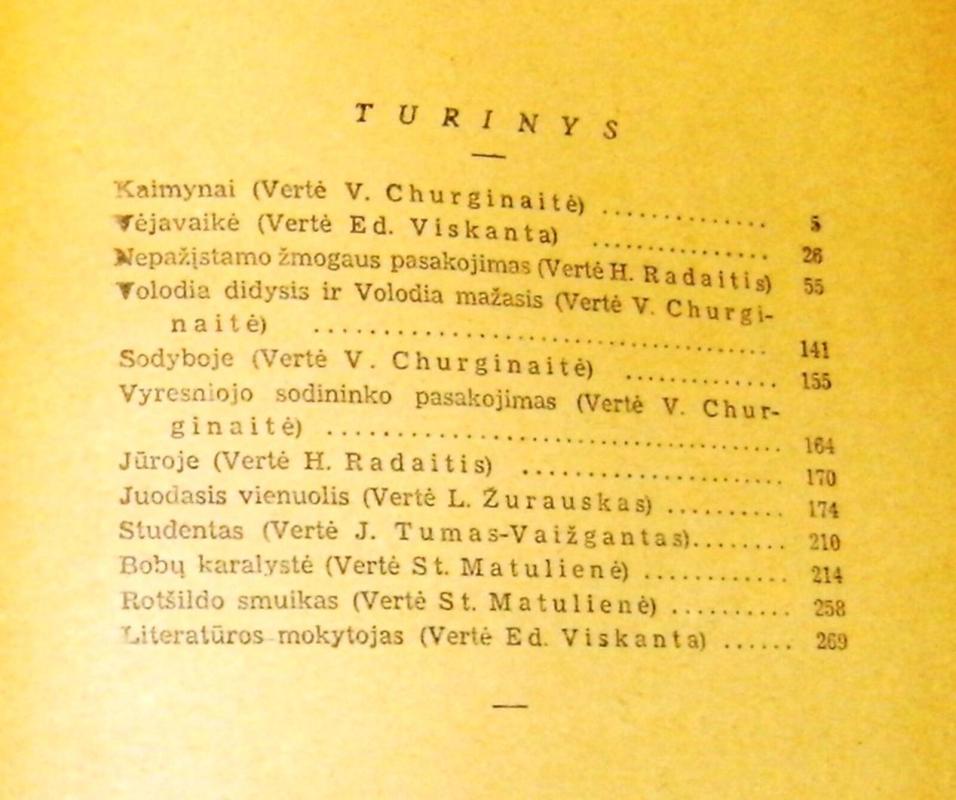 TURINYS
Kaimynai (Vertė V. Churginaitė) .............. 5
Vėjavaikė (Vertė Ed. Viskanta) .............. 26
Nepažįstamo žmogaus pasakojimas (Vertė H. Radaitis) 55
Volodia didysis ir Volodia mažasis (Vertė V. Churgi-
naitė) .................................... 141
Sodyboje (Vertė V. Churginaitė) ............ 155
Vyresniojo sodininko pasakojimas (Vertė V. Chur-
ginaitė) .................................. 164
Jūroje (Vertė H. Radaitis) .................... 170
Juodasis vienuolis (Vertė L. Žurauskas) .......... 174
Studentas (Vertė J. Tumas-Vaižgantas)........ 210
Bobų karalystė (Vertė St. Matulienė) ........... 214
Rotšildo smuikas (Vertė St. Matulienė) .......... 258
Literatūros mokytojas (Vertė Ed. Viskanta) ...... 269